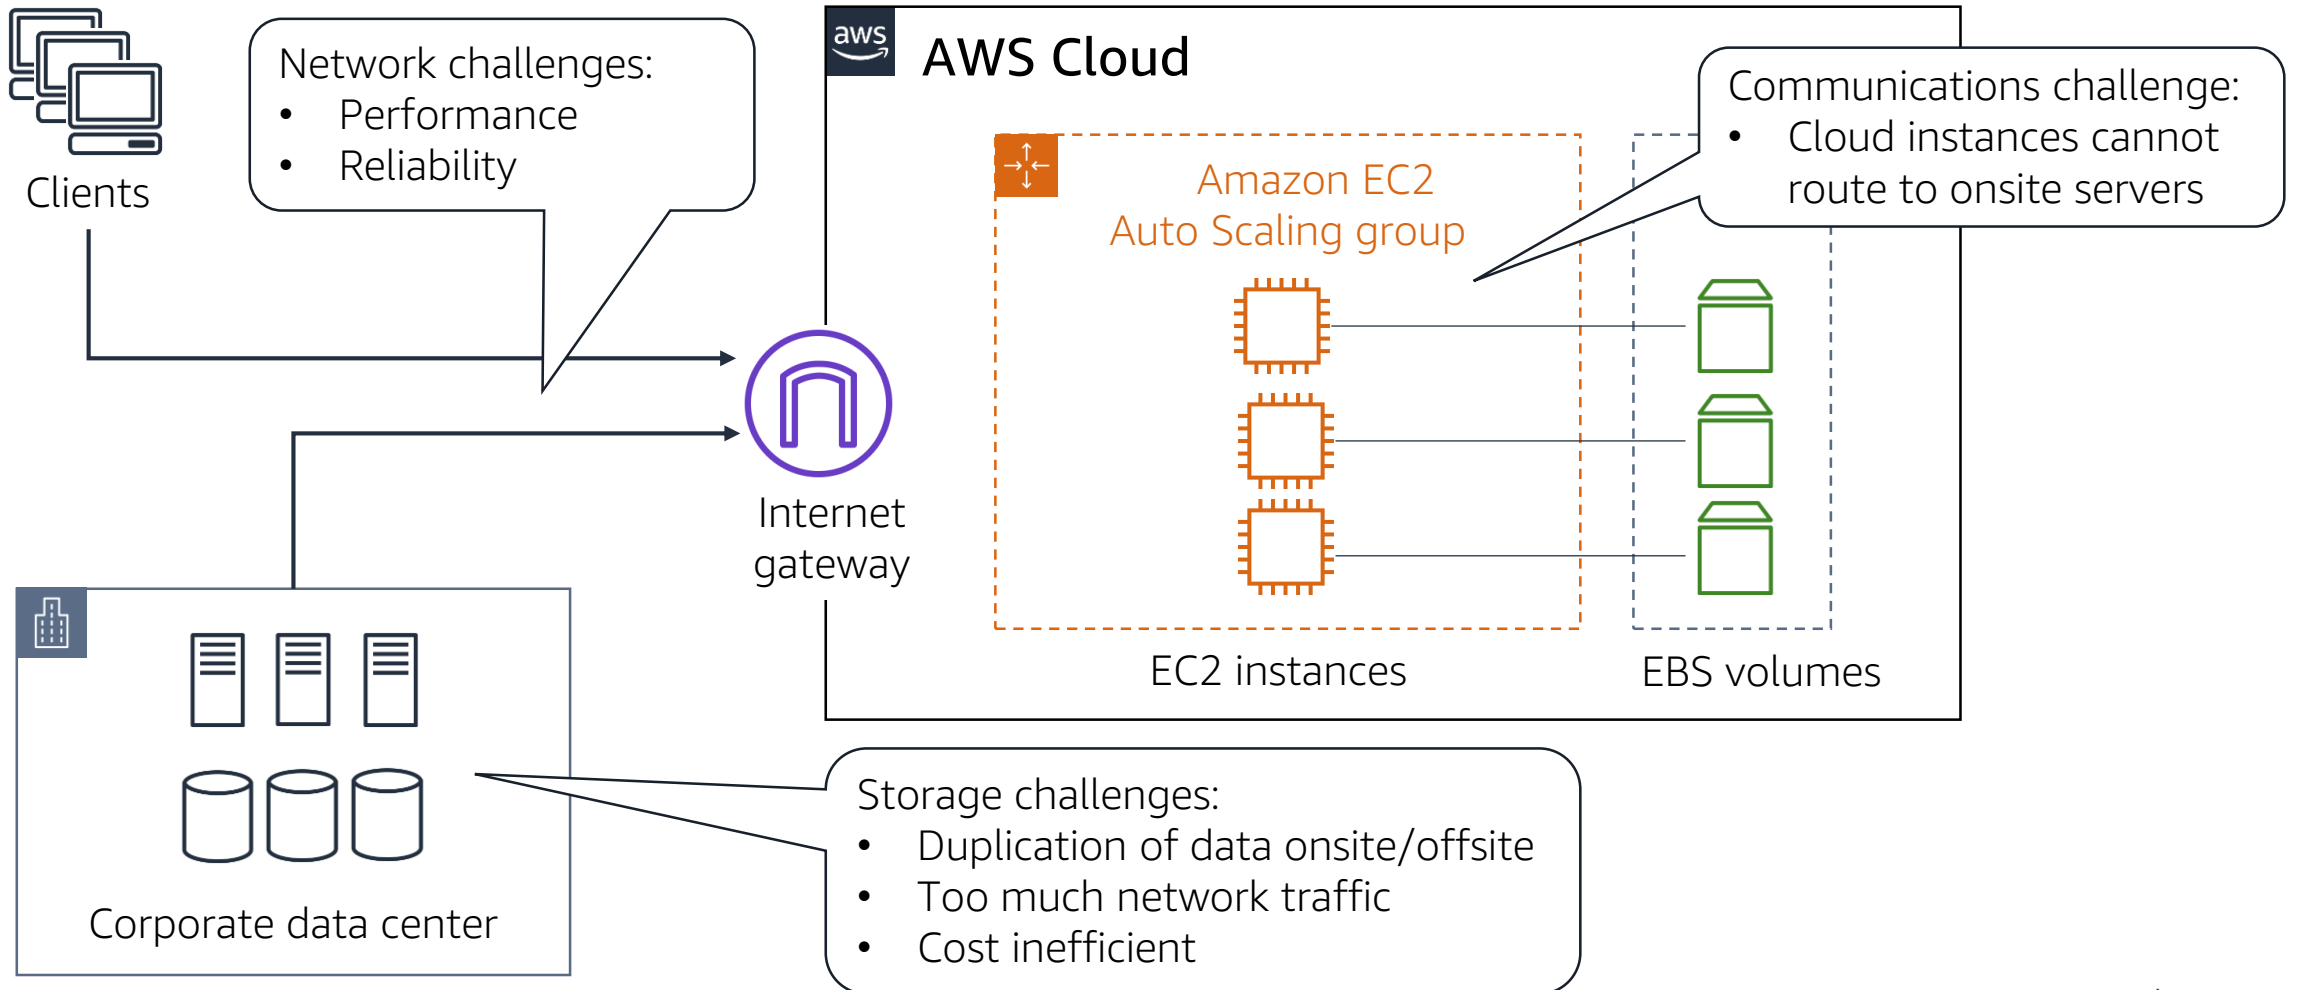 Clients
Network challenges:
• Performance
• Reliability
aws
AWS Cloud
Communications challenge:
• Cloud instances cannot
route to onsite servers
Amazon EC2
Auto Scaling group
Internet
gateway
EC2 instances
EBS volumes
Corporate data center
Storage challenges:
• Duplication of data onsite/offsite
• Too much network traffic
• Cost inefficient